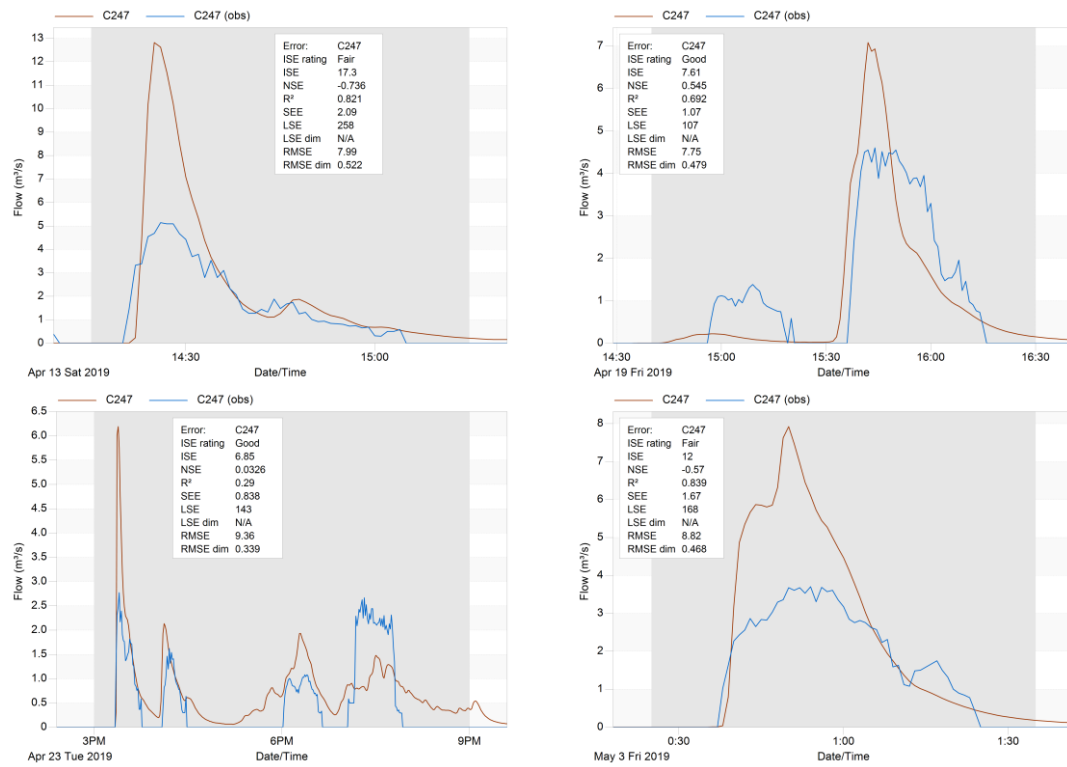 C247 C247 (obs)
13
12
11
10
9
8
7
6
5
4
3
2
1
0
Flow (m³/s)
Error: C247
ISE rating Fair
ISE 17.3
NSE -0.736
R² 0.821
SEE 2.09
LSE 258
LSE dim N/A
RMSE 7.99
RMSE dim 0.522
14:30 15:00
Apr 13 Sat 2019 Date/Time
C247 C247 (obs)
7
6
5
4
3
2
1
0
Flow (m³/s)
Error: C247
ISE rating Good
ISE 7.61
NSE 0.545
R² 0.692
SEE 1.07
LSE 107
LSE dim N/A
RMSE 7.75
RMSE dim 0.479
14:30 15:00 15:30 16:00 16:30
Apr 19 Fri 2019 Date/Time
C247 C247 (obs)
6.5
6.0
5.5
5.0
4.5
4.0
3.5
3.0
2.5
2.0
1.5
1.0
0.5
0
Flow (m³/s)
Error: C247
ISE rating Good
ISE 6.85
NSE 0.0326
R² 0.29
SEE 0.838
LSE 143
LSE dim N/A
RMSE 9.36
RMSE dim 0.339
3PM 6PM 9PM
Apr 23 Tue 2019 Date/Time
C247 C247 (obs)
8
7
6
5
4
3
2
1
0
Flow (m³/s)
Error: C247
ISE rating Fair
ISE 12
NSE -0.57
R² 0.839
SEE 1.67
LSE 168
LSE dim N/A
RMSE 8.82
RMSE dim 0.468
0:30 1:00 1:30
May 3 Fri 2019 Date/Time